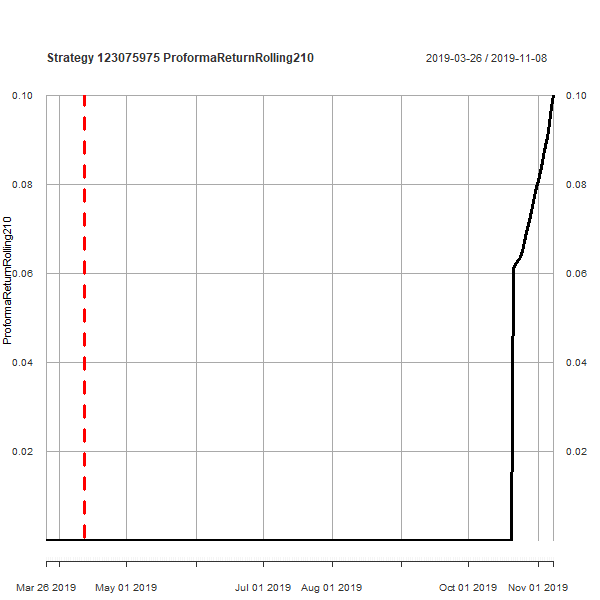 Strategy 123075975 ProformaReturnRolling210
2019-03-26 / 2019-11-08
ProformaReturnRolling210
0.10 0.10
0.08 0.08
0.06 0.06
0.04 0.04
0.02 0.02
Mar 26 2019 May 01 2019 Jul 01 2019 Aug 01 2019 Oct 01 2019 Nov 01 2019